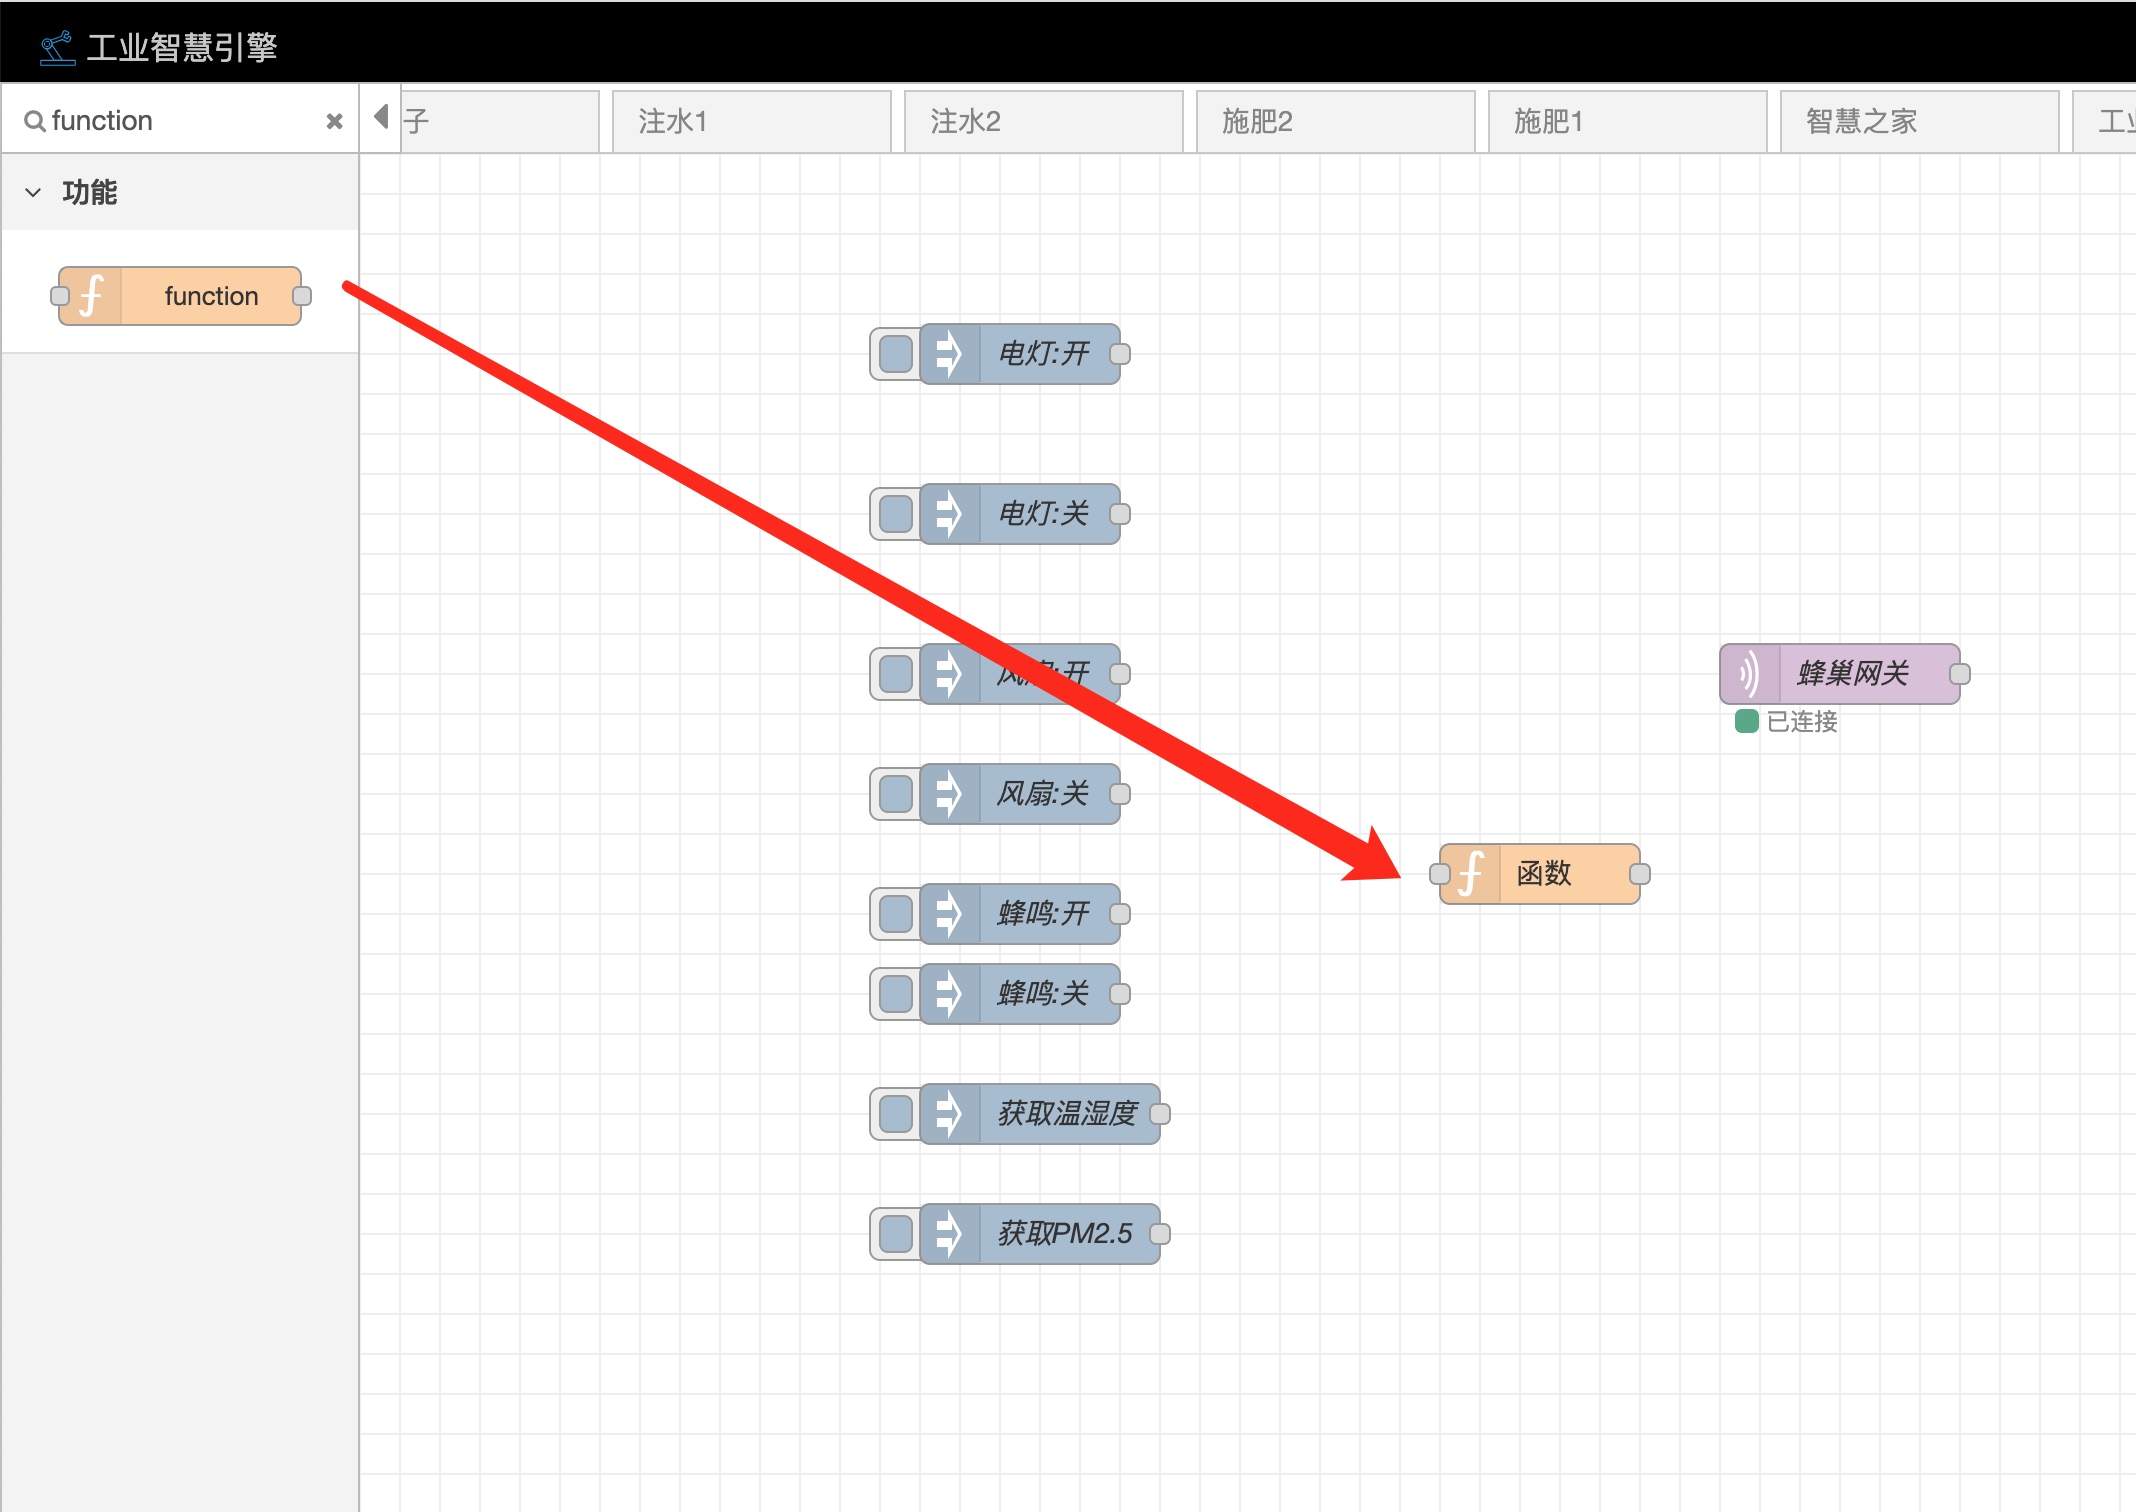 工业智慧引擎
function
子
注水1
注水2
施肥2
施肥1
智慧之家
功能
function
电灯:开
电灯:关
开
蜂巢网关
已连接
风扇:关
函数
蜂鸣:开
蜂鸣:关
获取温湿度
获取PM2.5